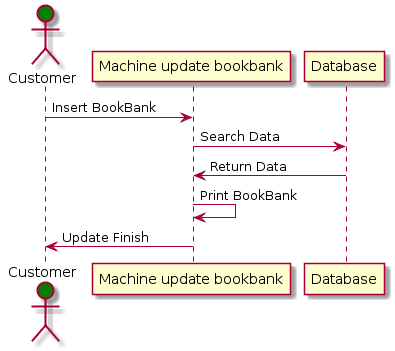 Customer
Machine update bookbank
Database
Insert BookBank
Search Data
Return Data
Print BookBank
Update Finish
Customer
Machine update bookbank
Database